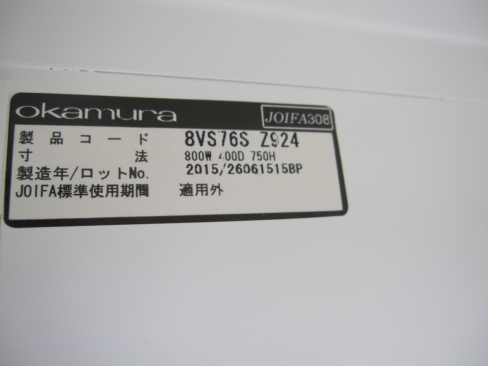 okamura JOIFA308
製品コード 8VS76S Z924
寸法 800W 400D 750H
製造年/ロットNo. 2015/26061515BP
JOIFA標準使用期間 適用外